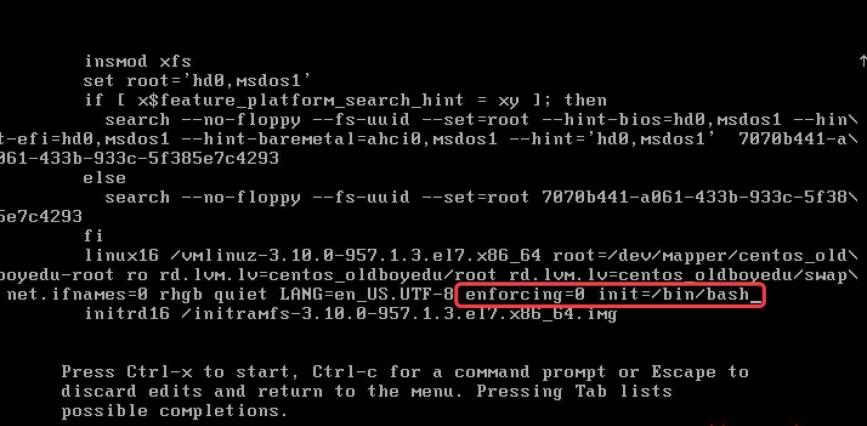 insmod xfs
set root='hd0,msdos1'
if [ x$feature_platform_search_hint = xy ]; then
search --no-floppy --fs-uuid --set=root --hint-bios=hd0,msdos1 --hin\
t-efi=hd0,msdos1 --hint-baremetal=ahci0,msdos1 --hint='hd0,msdos1'  7070b441-a\
061-433b-933c-5f385e7c4293
else
search --no-floppy --fs-uuid --set=root 7070b441-a061-433b-933c-5f38\
5e7c4293
fi
linux16 /vmlinuz-3.10.0-957.1.3.el7.x86_64 root=/dev/mapper/centos_old\
boyedu-root ro rd.lvm.lv=centos_oldboyedu/root rd.lvm.lv=centos_oldboyedu/swap\
net.ifnames=0 rhgb quiet LANG=en_US.UTF-8 enforcing=0 init=/bin/bash_
initrd16 /initramfs-3.10.0-957.1.3.el7.x86_64.img
Press Ctrl-x to start, Ctrl-c for a command prompt or Escape to
discard edits and return to the menu. Pressing Tab lists
possible completions.